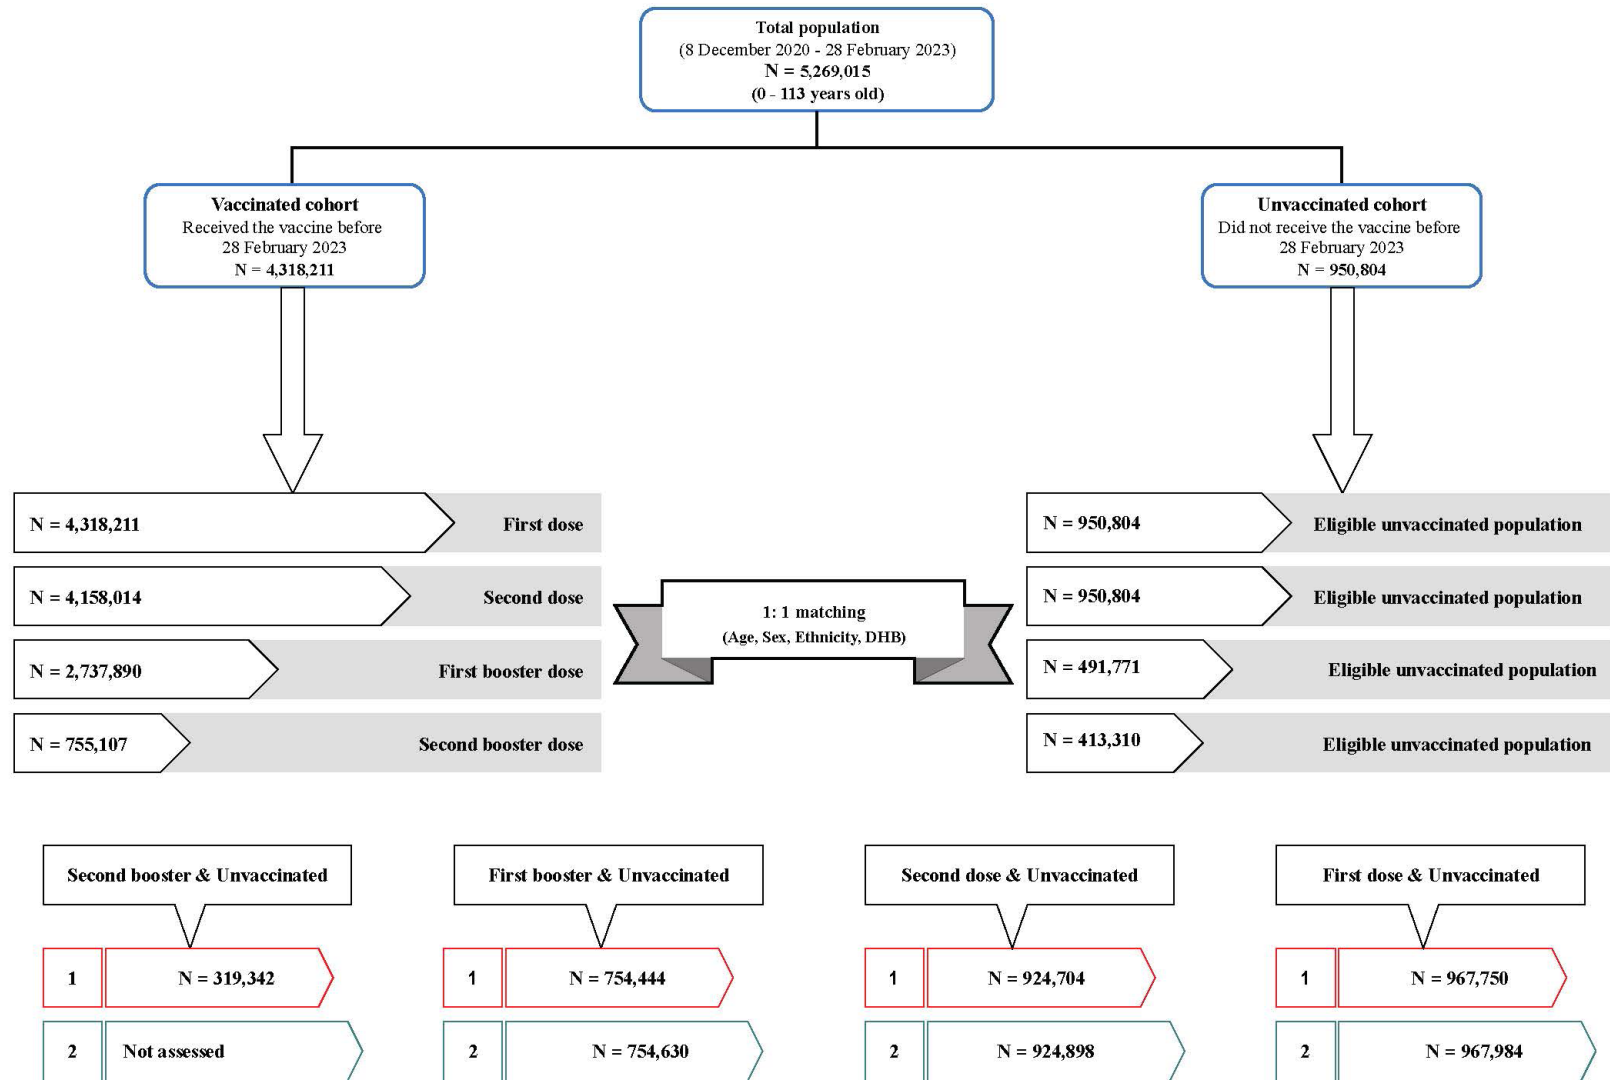 Total population
(8 December 2020 - 28 February 2023)
N = 5,269,015
(0 - 113 years old)
Vaccinated cohort
Received the vaccine before
28 February 2023
N = 4,318,211
Unvaccinated cohort
Did not receive the vaccine before
28 February 2023
N = 950,804
N = 4,318,211 First dose
N = 4,158,014 Second dose
N = 2,737,890 First booster dose
N = 755,107 Second booster dose
1: 1 matching
(Age, Sex, Ethnicity, DHB)
N = 950,804 Eligible unvaccinated population
N = 950,804 Eligible unvaccinated population
N = 491,771 Eligible unvaccinated population
N = 413,310 Eligible unvaccinated population
Second booster & Unvaccinated
1 N = 319,342
2 Not assessed
First booster & Unvaccinated
1 N = 754,444
2 N = 754,630
Second dose & Unvaccinated
1 N = 924,704
2 N = 924,898
First dose & Unvaccinated
1 N = 967,750
2 N = 967,984